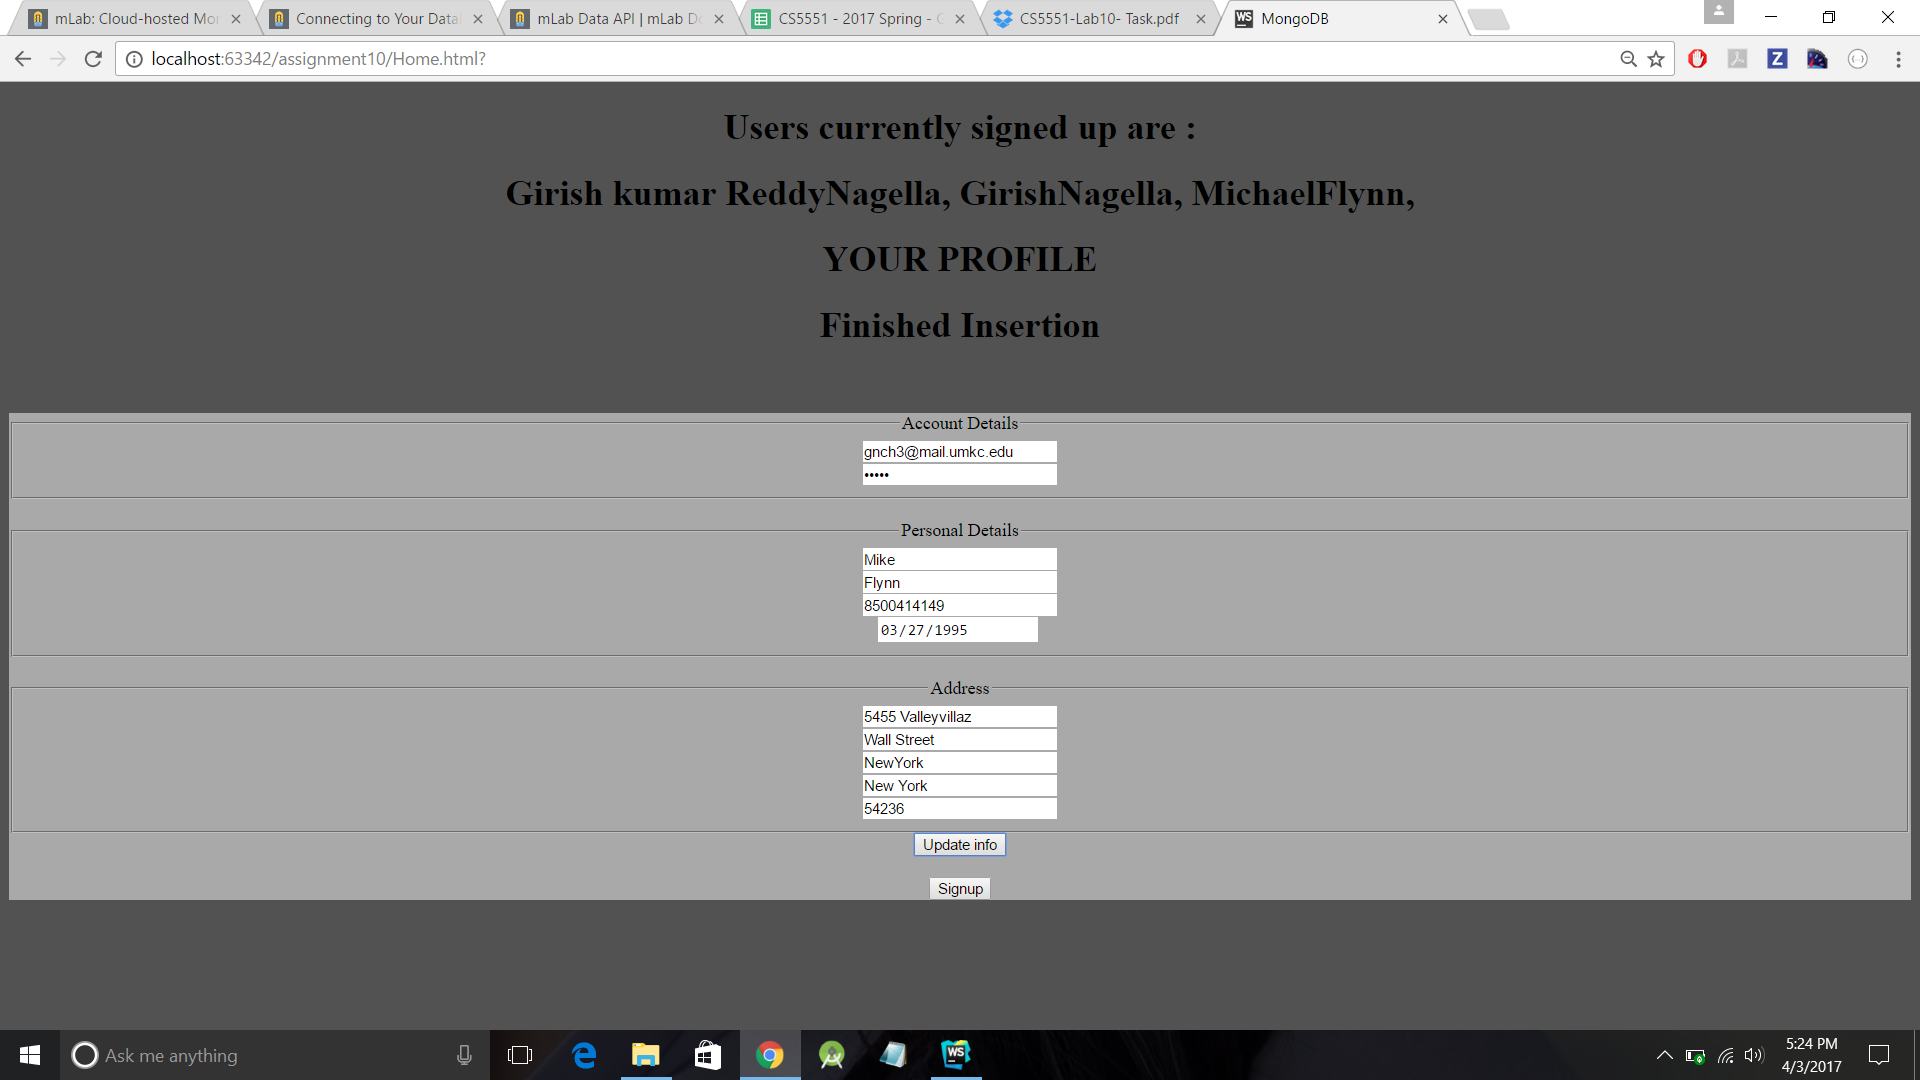 mLab: Cloud-hosted Mo
Connecting to Your Data
mLab Data API | mLab D
CS5551 - 2017 Spring -
CS5551-Lab10- Task.pdf
WS MongoDB
localhost:63342/assignment10/Home.html?
Z
Users currently signed up are :
Girish kumar ReddyNagella, GirishNagella, MichaelFlynn,
YOUR PROFILE
Finished Insertion
Account Details
gnch3@mail.umkc.edu
•••••
Personal Details
Mike
Flynn
8500414149
03/27/1995
Address
5455 Valleyvillaz
Wall Street
NewYork
New York
54236
Update info
Signup
Ask me anything
WS
5:24 PM
4/3/2017